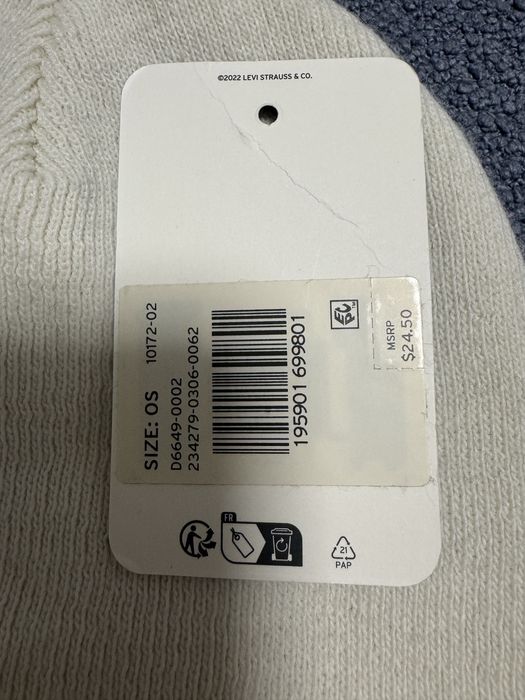 ©2022 LEVI STRAUSS & CO.
SIZE: OS 10172-02
D6649-0002
234279-0306-0062
195901 699801
EPC™
MSRP
$24.50
FR
21
PAP